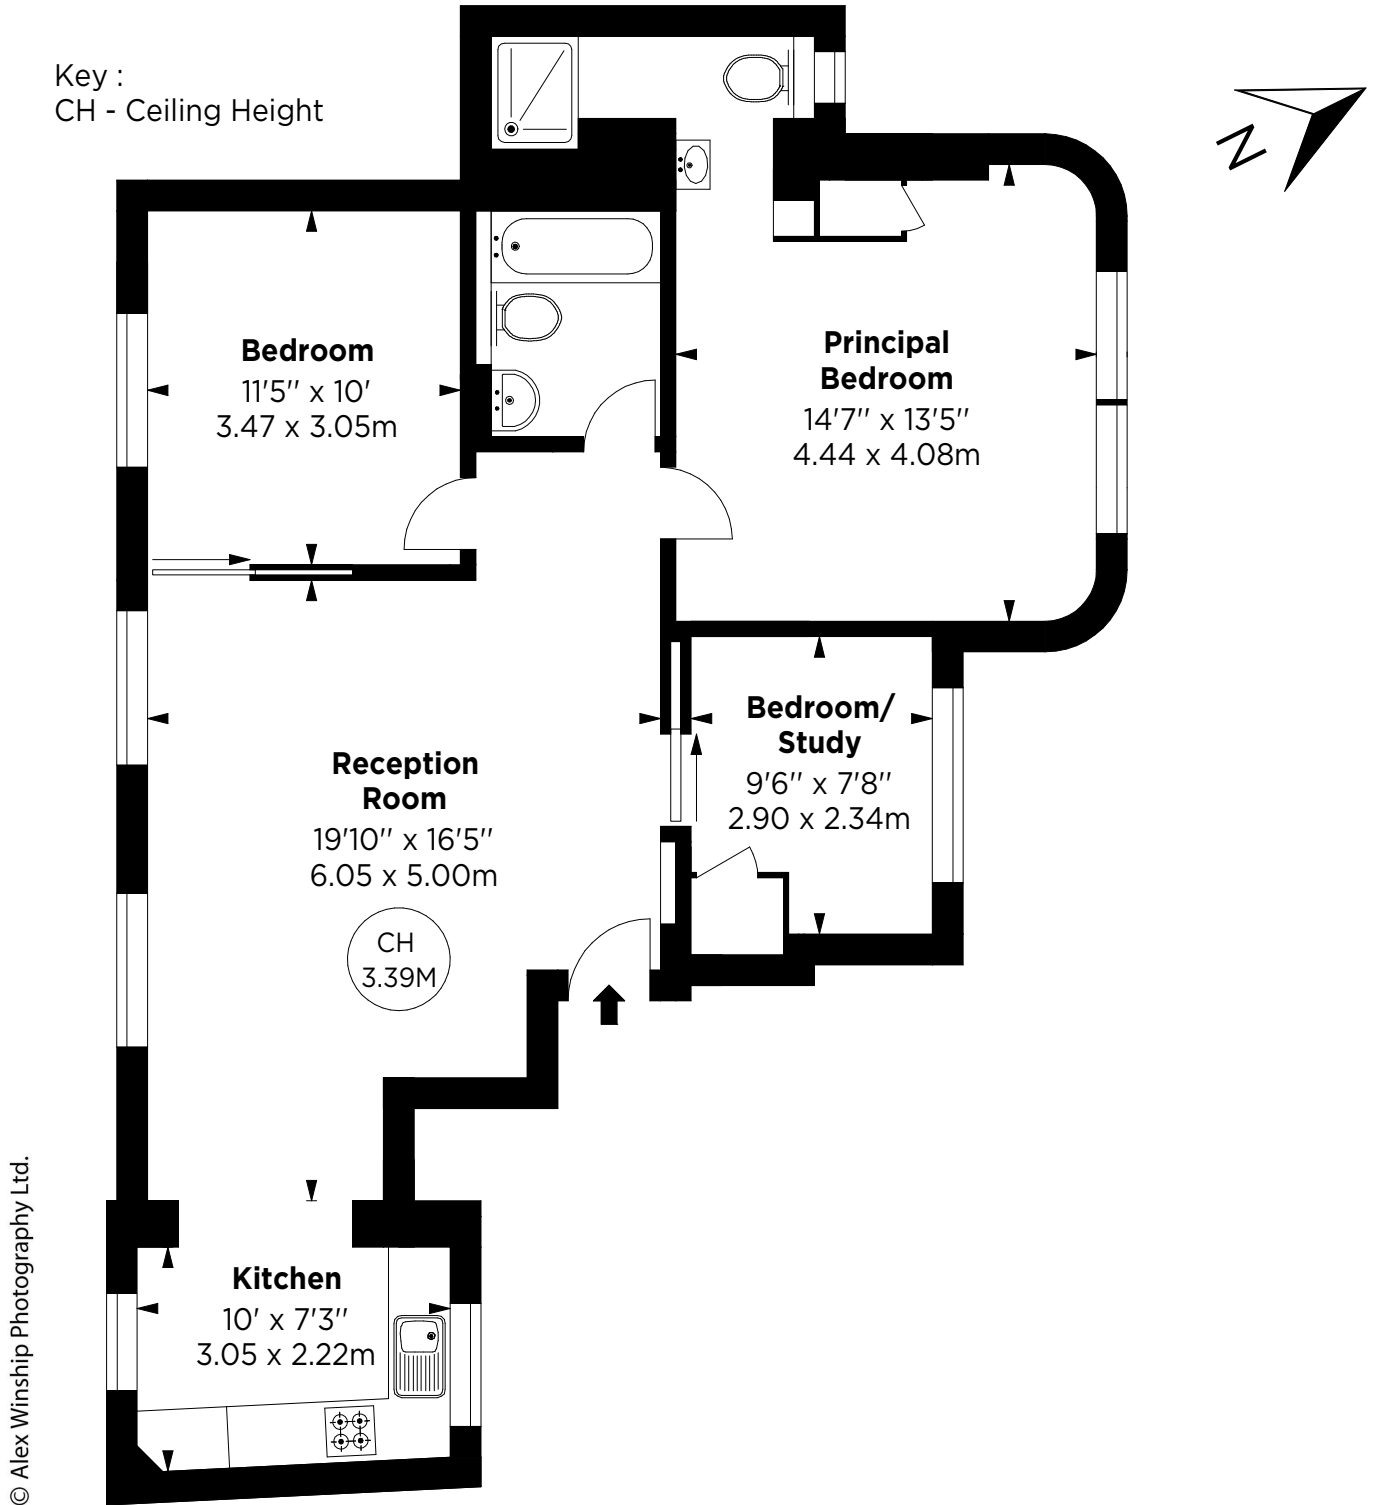 Key :
CH - Ceiling Height
N
Bedroom
11'5'' x 10'
3.47 x 3.05m
Principal
Bedroom
14'7'' x 13'5''
4.44 x 4.08m
Bedroom/
Study
9'6'' x 7'8''
2.90 x 2.34m
Reception
Room
19'10'' x 16'5''
6.05 x 5.00m
CH
3.39M
Kitchen
10' x 7'3''
3.05 x 2.22m
© Alex Winship Photography Ltd.